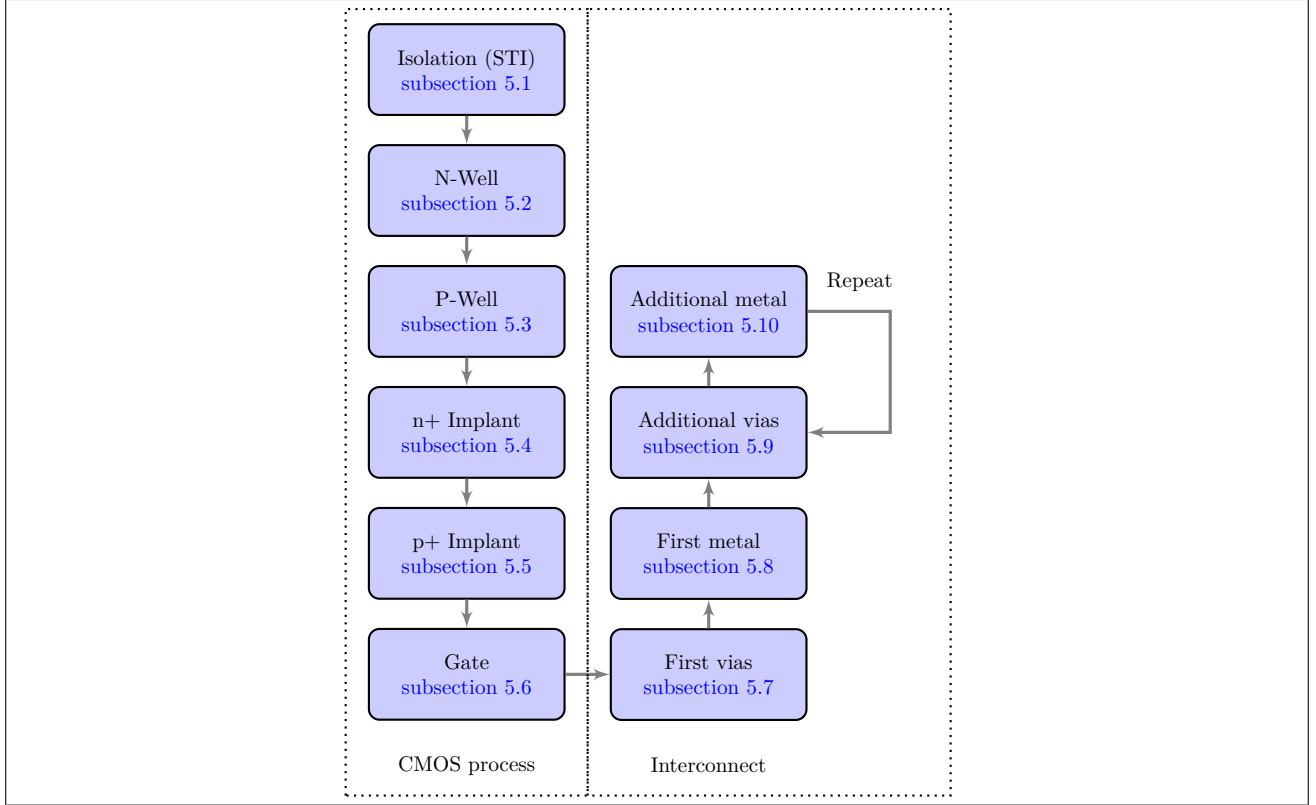 Isolation (STI)
subsection 5.1
N-Well
subsection 5.2
P-Well
subsection 5.3
n+ Implant
subsection 5.4
p+ Implant
subsection 5.5
Gate
subsection 5.6
CMOS process
Additional metal
subsection 5.10
Repeat
Additional vias
subsection 5.9
First metal
subsection 5.8
First vias
subsection 5.7
Interconnect